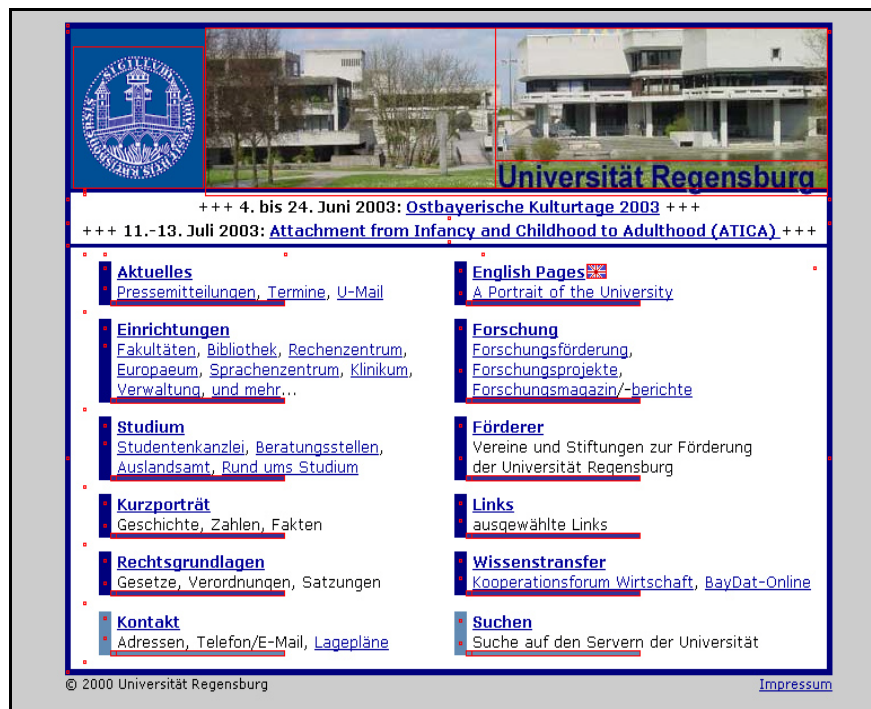 SIGILLVM VNIVERSITATIS RATISBONENSIS
Universität Regensburg
+++ 4. bis 24. Juni 2003: Ostbayerische Kulturtage 2003 +++
+++ 11.-13. Juli 2003: Attachment from Infancy and Childhood to Adulthood (ATICA) +++
Aktuelles
Pressemitteilungen, Termine, U-Mail
Einrichtungen
Fakultäten, Bibliothek, Rechenzentrum,
Europaeum, Sprachenzentrum, Klinikum,
Verwaltung, und mehr...
Studium
Studentenkanzlei, Beratungsstellen,
Auslandsamt, Rund ums Studium
Kurzporträt
Geschichte, Zahlen, Fakten
Rechtsgrundlagen
Gesetze, Verordnungen, Satzungen
Kontakt
Adressen, Telefon/E-Mail, Lagepläne
English Pages
A Portrait of the University
Forschung
Forschungsförderung,
Forschungsprojekte,
Forschungsmagazin/-berichte
Förderer
Vereine und Stiftungen zur Förderung
der Universität Regensburg
Links
ausgewählte Links
Wissenstransfer
Kooperationsforum Wirtschaft, BayDat-Online
Suchen
Suche auf den Servern der Universität
© 2000 Universität Regensburg
Impressum